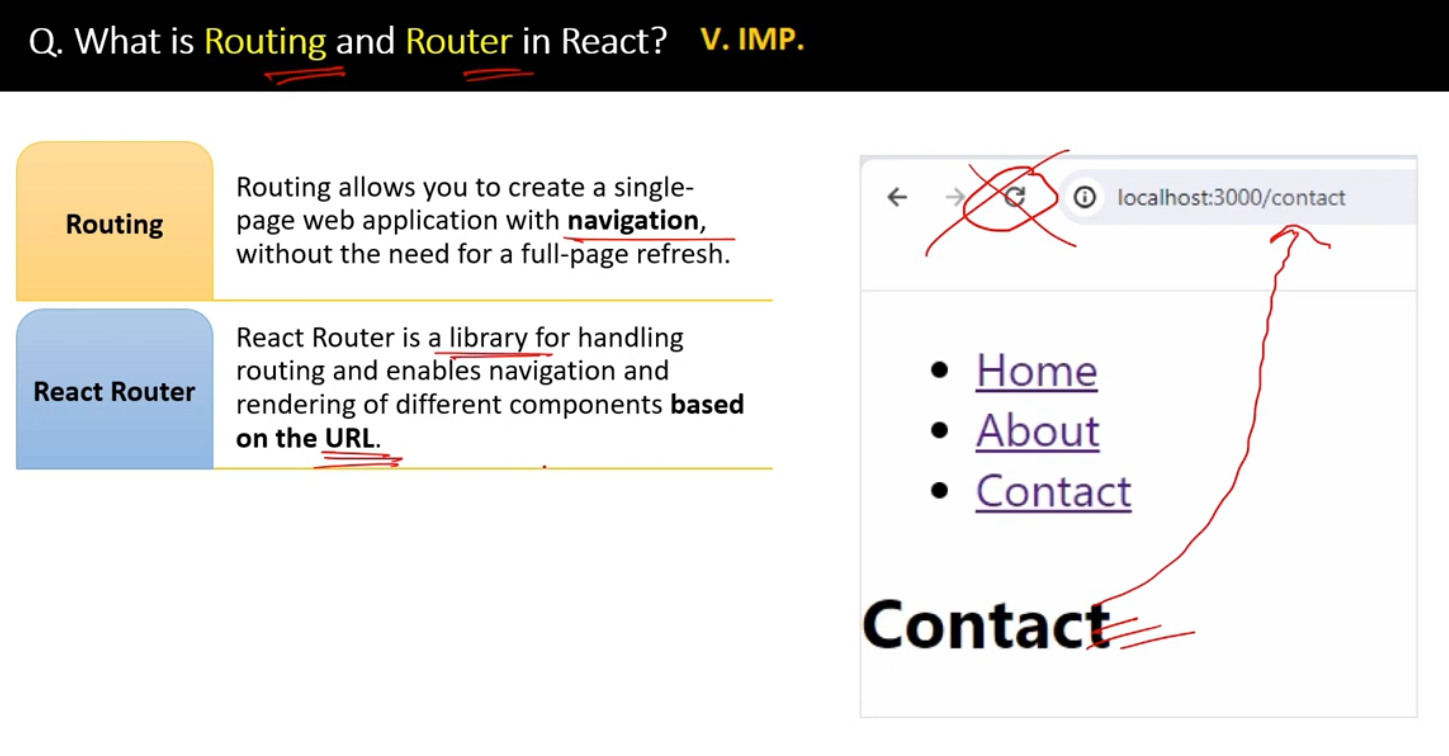 Q. What is Routing and Router in React? V. IMP.
Routing
Routing allows you to create a single-
page web application with navigation,
without the need for a full-page refresh.
React Router
React Router is a library for handling
routing and enables navigation and
rendering of different components based
on the URL.
localhost:3000/contact
Home
About
Contact
Contact